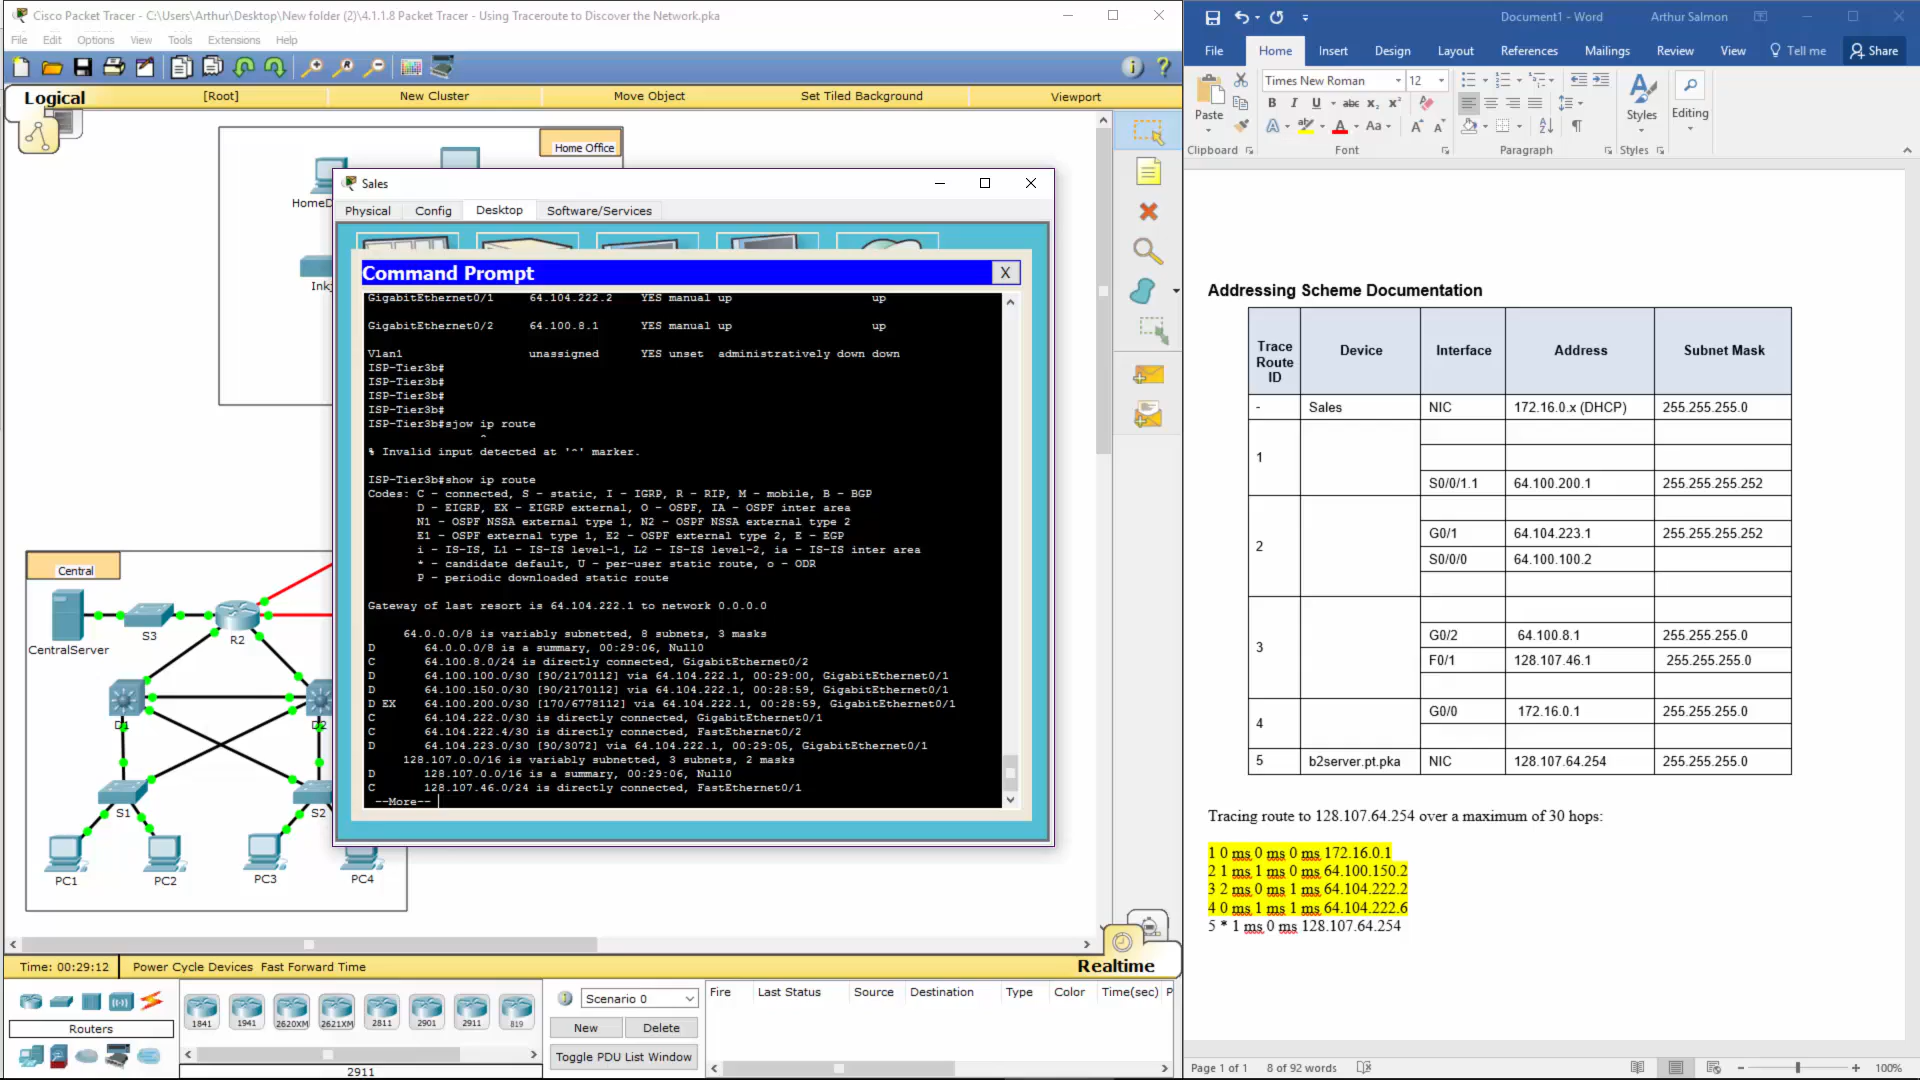 Cisco Packet Tracer - C:\Users\Arthur\Desktop\New folder (2)\4.1.1.8 Packet Tracer - Using Traceroute to Discover the Network.pka
File Edit Options View Tools Extensions Help
Logical [Root] New Cluster Move Object Set Tiled Background Viewport
Home Office
Sales
Physical Config Desktop Software/Services
Command Prompt X
GigabitEthernet0/1 64.104.222.2 YES manual up up
GigabitEthernet0/2 64.100.8.1 YES manual up up
Vlan1 unassigned YES unset administratively down down
ISP-Tier3b#
ISP-Tier3b#
ISP-Tier3b#
ISP-Tier3b#
ISP-Tier3b#sjow ip route
^
% Invalid input detected at '^' marker.
ISP-Tier3b#show ip route
Codes: C - connected, S - static, I - IGRP, R - RIP, M - mobile, B - BGP
D - EIGRP, EX - EIGRP external, O - OSPF, IA - OSPF inter area
N1 - OSPF NSSA external type 1, N2 - OSPF NSSA external type 2
E1 - OSPF external type 1, E2 - OSPF external type 2, E - EGP
i - IS-IS, L1 - IS-IS level-1, L2 - IS-IS level-2, ia - IS-IS inter area
* - candidate default, U - per-user static route, o - ODR
P - periodic downloaded static route
Gateway of last resort is 64.104.222.1 to network 0.0.0.0
64.0.0.0/8 is variably subnetted, 8 subnets, 3 masks
D 64.0.0.0/8 is a summary, 00:29:06, Null0
C 64.100.8.0/24 is directly connected, GigabitEthernet0/2
D 64.100.100.0/30 [90/2170112] via 64.104.222.1, 00:29:00, GigabitEthernet0/1
D 64.100.150.0/30 [90/2170112] via 64.104.222.1, 00:28:59, GigabitEthernet0/1
D EX 64.100.200.0/30 [170/6778112] via 64.104.222.1, 00:28:59, GigabitEthernet0/1
C 64.104.222.0/30 is directly connected, GigabitEthernet0/1
C 64.104.222.4/30 is directly connected, FastEthernet0/2
D 64.104.223.0/30 [90/3072] via 64.104.222.1, 00:29:05, GigabitEthernet0/1
128.107.0.0/16 is variably subnetted, 3 subnets, 2 masks
D 128.107.0.0/16 is a summary, 00:29:06, Null0
C 128.107.46.0/24 is directly connected, FastEthernet0/1
--More--
Central
CentralServer
S3
R2
D1
D2
S1
S2
PC1
PC2
PC3
PC4
Realtime
Time: 00:29:12 Power Cycle Devices Fast Forward Time
Routers
1841 1941 2620XM 2621XM 2811 2901 2911 819
2911
Scenario 0
New Delete
Toggle PDU List Window
Fire Last Status Source Destination Type Color Time(sec) P
Document1 - Word Arthur Salmon
File Home Insert Design Layout References Mailings Review View Tell me Share
Times New Roman 12
Paste
B I U abc x₂ x²
A aby A Aa A A
Styles Editing
Clipboard Font Paragraph Styles
Addressing Scheme Documentation
Trace Route ID Device Interface Address Subnet Mask
- Sales NIC 172.16.0.x (DHCP) 255.255.255.0
1
S0/0/1.1 64.100.200.1 255.255.255.252
2
G0/1 64.104.223.1 255.255.255.252
S0/0/0 64.100.100.2
3
G0/2 64.100.8.1 255.255.255.0
F0/1 128.107.46.1 255.255.255.0
4
G0/0 172.16.0.1 255.255.255.0
5 b2server.pt.pka NIC 128.107.64.254 255.255.255.0
Tracing route to 128.107.64.254 over a maximum of 30 hops:
1 0 ms 0 ms 0 ms 172.16.0.1
2 1 ms 1 ms 0 ms 64.100.150.2
3 2 ms 0 ms 1 ms 64.104.222.2
4 0 ms 1 ms 1 ms 64.104.222.6
5 * 1 ms 0 ms 128.107.64.254
Page 1 of 1 8 of 92 words
100%